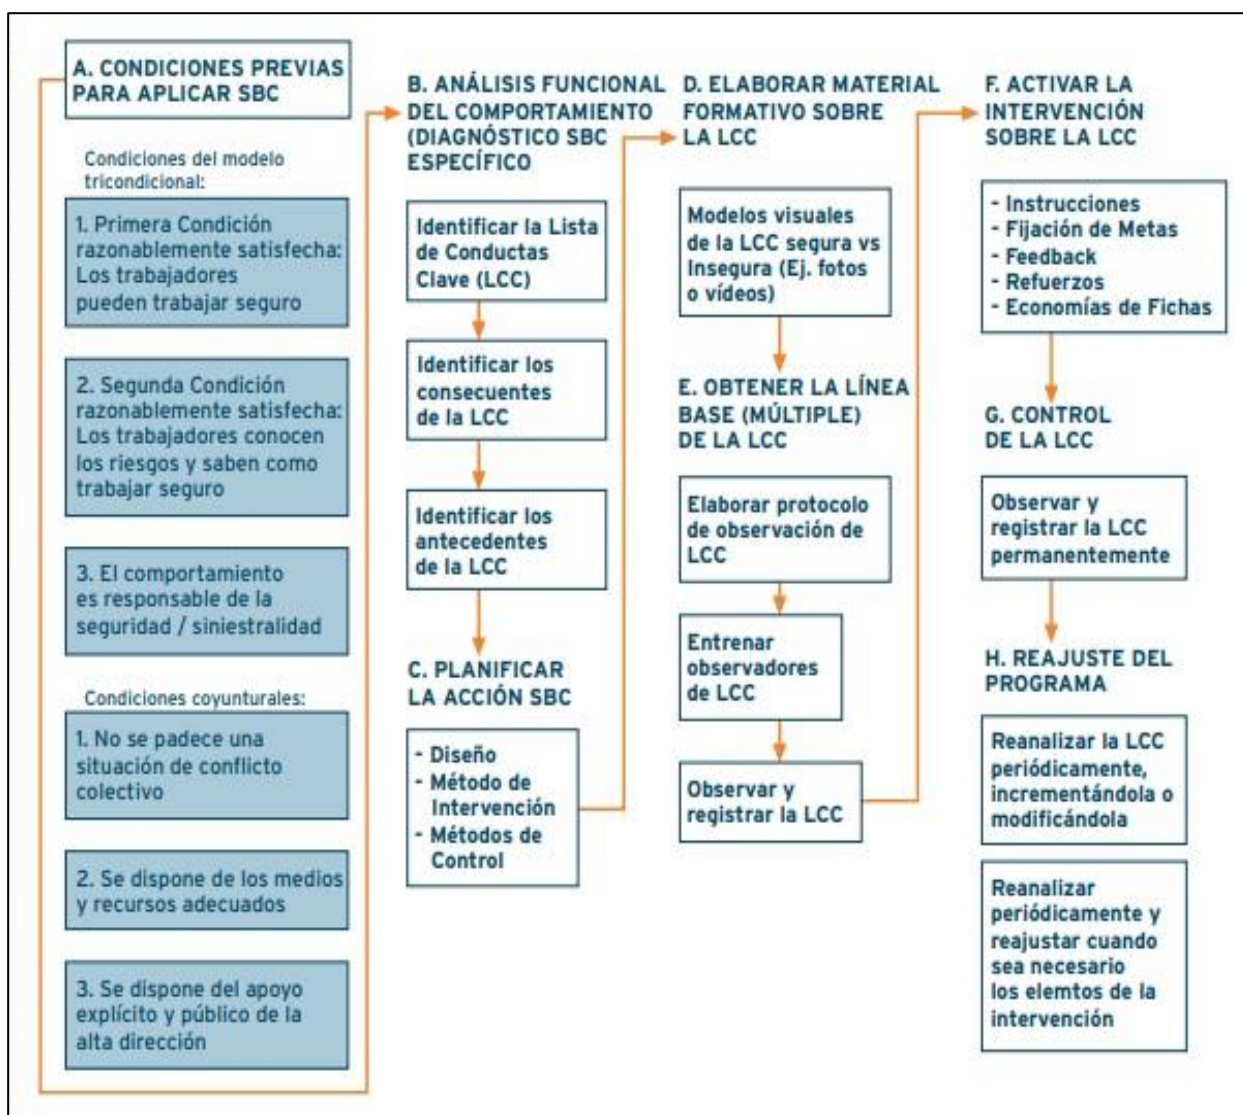 A. CONDICIONES PREVIAS
PARA APLICAR SBC
Condiciones del modelo
tricondicional:
1. Primera Condición
razonablemente satisfecha:
Los trabajadores
pueden trabajar seguro
2. Segunda Condición
razonablemente satisfecha:
Los trabajadores conocen
los riesgos y saben como
trabajar seguro
3. El comportamiento
es responsable de la
seguridad / siniestralidad
Condiciones coyunturales:
1. No se padece una
situación de conflicto
colectivo
2. Se dispone de los medios
y recursos adecuados
3. Se dispone del apoyo
explícito y público de la
alta dirección
B. ANÁLISIS FUNCIONAL
DEL COMPORTAMIENTO
(DIAGNÓSTICO SBC
ESPECÍFICO
Identificar la Lista
de Conductas
Clave (LCC)
Identificar los
consecuentes
de la LCC
Identificar los
antecedentes
de la LCC
C. PLANIFICAR
LA ACCIÓN SBC
- Diseño
- Método de
Intervención
- Métodos de
Control
D. ELABORAR MATERIAL
FORMATIVO SOBRE
LA LCC
Modelos visuales
de la LCC segura vs
Insegura (Ej. fotos
o vídeos)
E. OBTENER LA LÍNEA
BASE (MÚLTIPLE)
DE LA LCC
Elaborar protocolo
de observación de
LCC
Entrenar
observadores
de LCC
Observar y
registrar la LCC
F. ACTIVAR LA
INTERVENCIÓN
SOBRE LA LCC
- Instrucciones
- Fijación de Metas
- Feedback
- Refuerzos
- Economías de Fichas
G. CONTROL
DE LA LCC
Observar y
registrar la LCC
permanentemente
H. REAJUSTE DEL
PROGRAMA
Reanalizar la LCC
periódicamente,
incrementándola o
modificándola
Reanalizar
periódicamente y
reajustar cuando
sea necesario
los elemtos de la
intervención